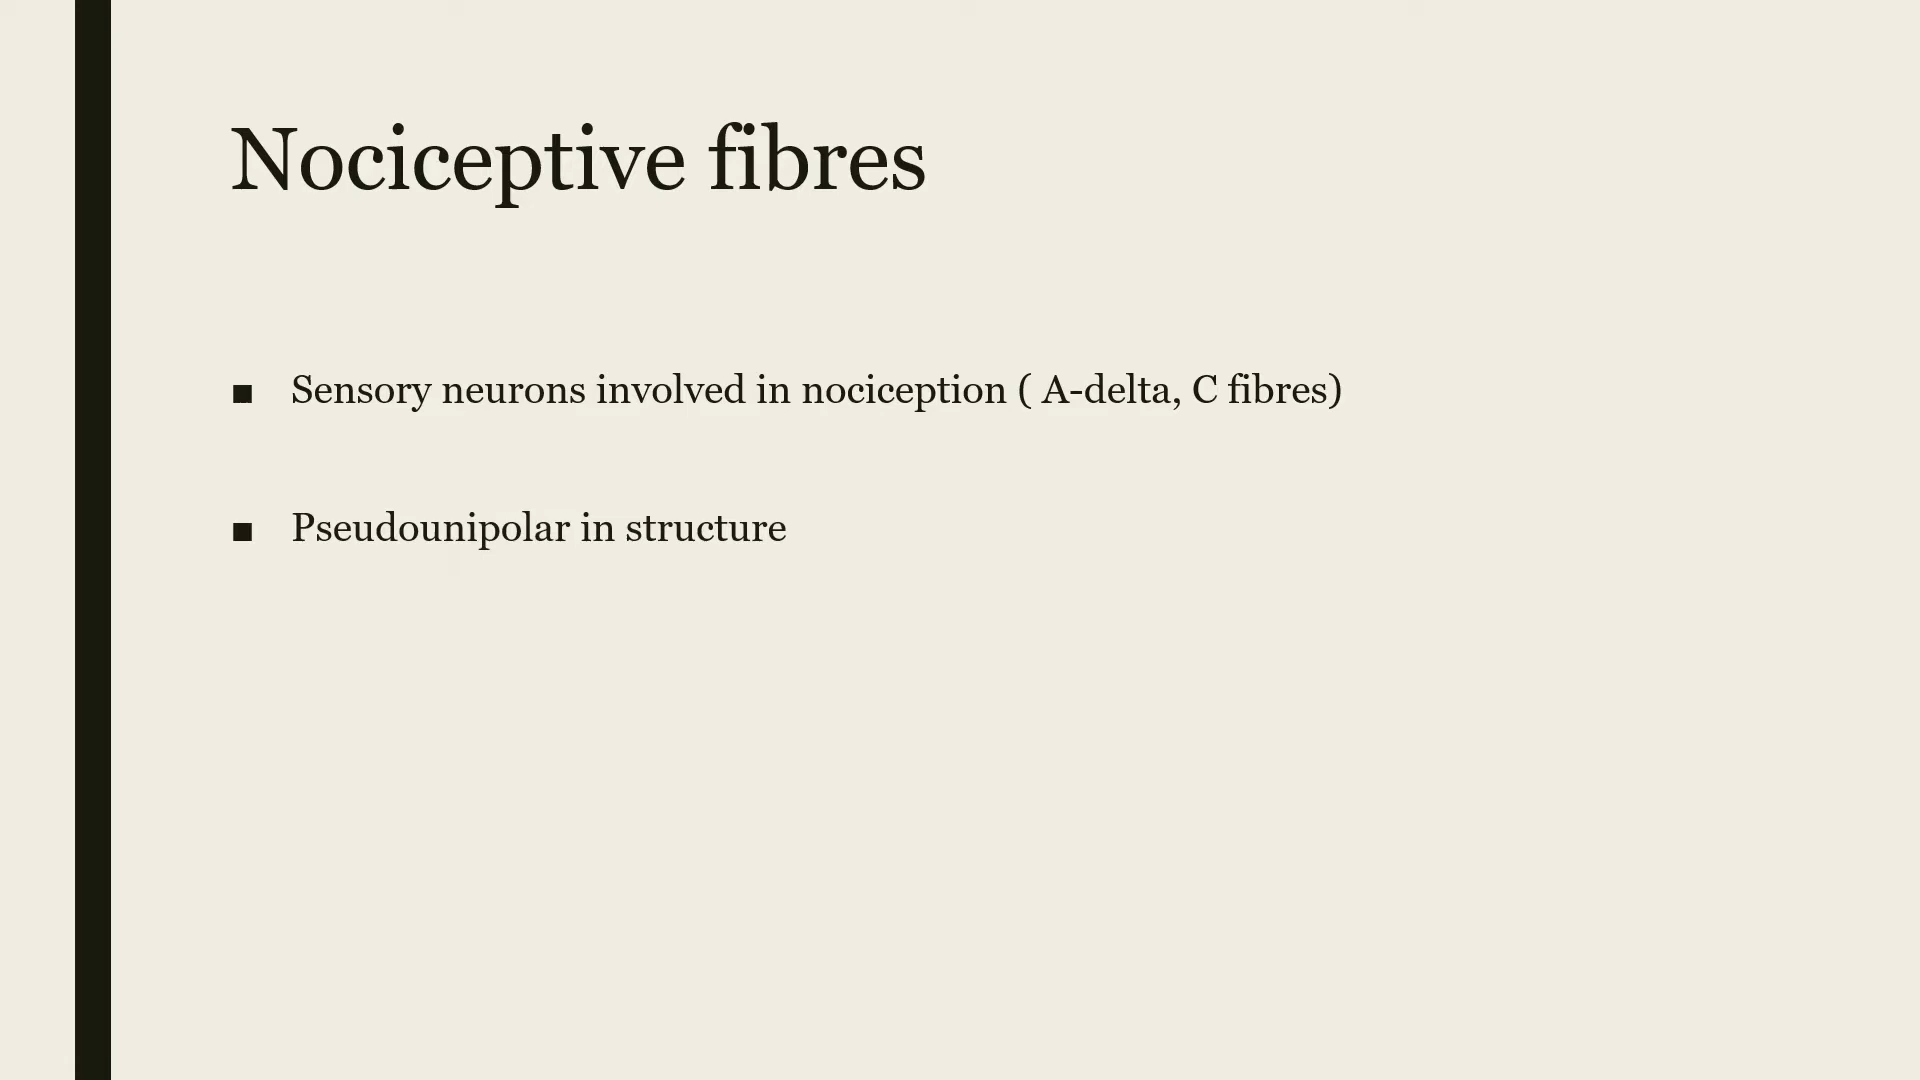 Nociceptive fibres
▪ Sensory neurons involved in nociception ( A-delta, C fibres)
▪ Pseudounipolar in structure